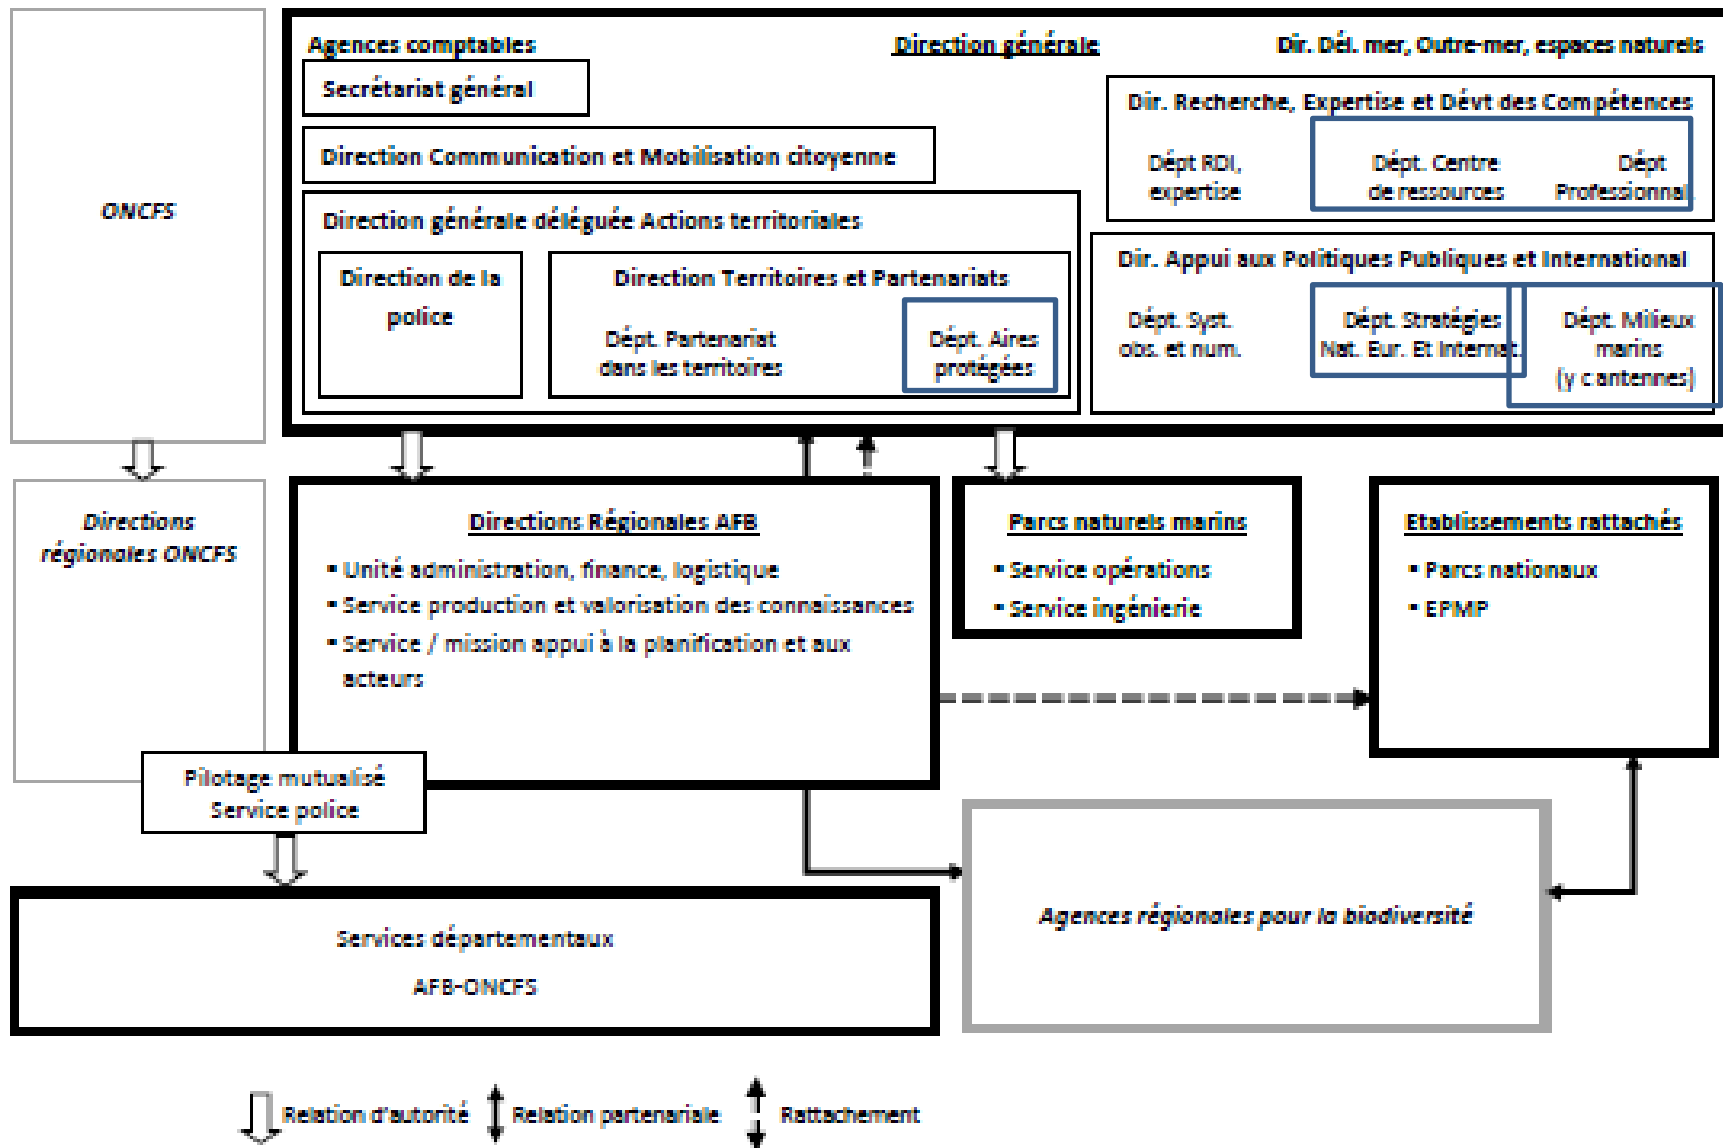 ONCFS
Agences comptables
Direction générale
Dir. Dél. mer, Outre-mer, espaces naturels
Secrétariat général
Direction Communication et Mobilisation citoyenne
Direction générale déléguée Actions territoriales
Direction de la
police
Direction Territoires et Partenariats
Dépt. Partenariat
dans les territoires
Dépt. Aires
protégées
Dir. Recherche, Expertise et Dévt des Compétences
Dépt RDI,
expertise
Dépt. Centre
de ressources
Dépt
Professionnal.
Dir. Appui aux Politiques Publiques et International
Dépt. Syst.
obs. et num.
Dépt. Stratégies
Nat. Eur. Et Internat.
Dépt. Milieux
marins
(y c antennes)
Directions
régionales ONCFS
Directions Régionales AFB
▪ Unité administration, finance, logistique
▪ Service production et valorisation des connaissances
▪ Service / mission appui à la planification et aux
acteurs
Parcs naturels marins
▪ Service opérations
▪ Service ingénierie
Etablissements rattachés
▪ Parcs nationaux
▪ EPMP
Pilotage mutualisé
Service police
Services départementaux
AFB-ONCFS
Agences régionales pour la biodiversité
Relation d'autorité
Relation partenariale
Rattachement